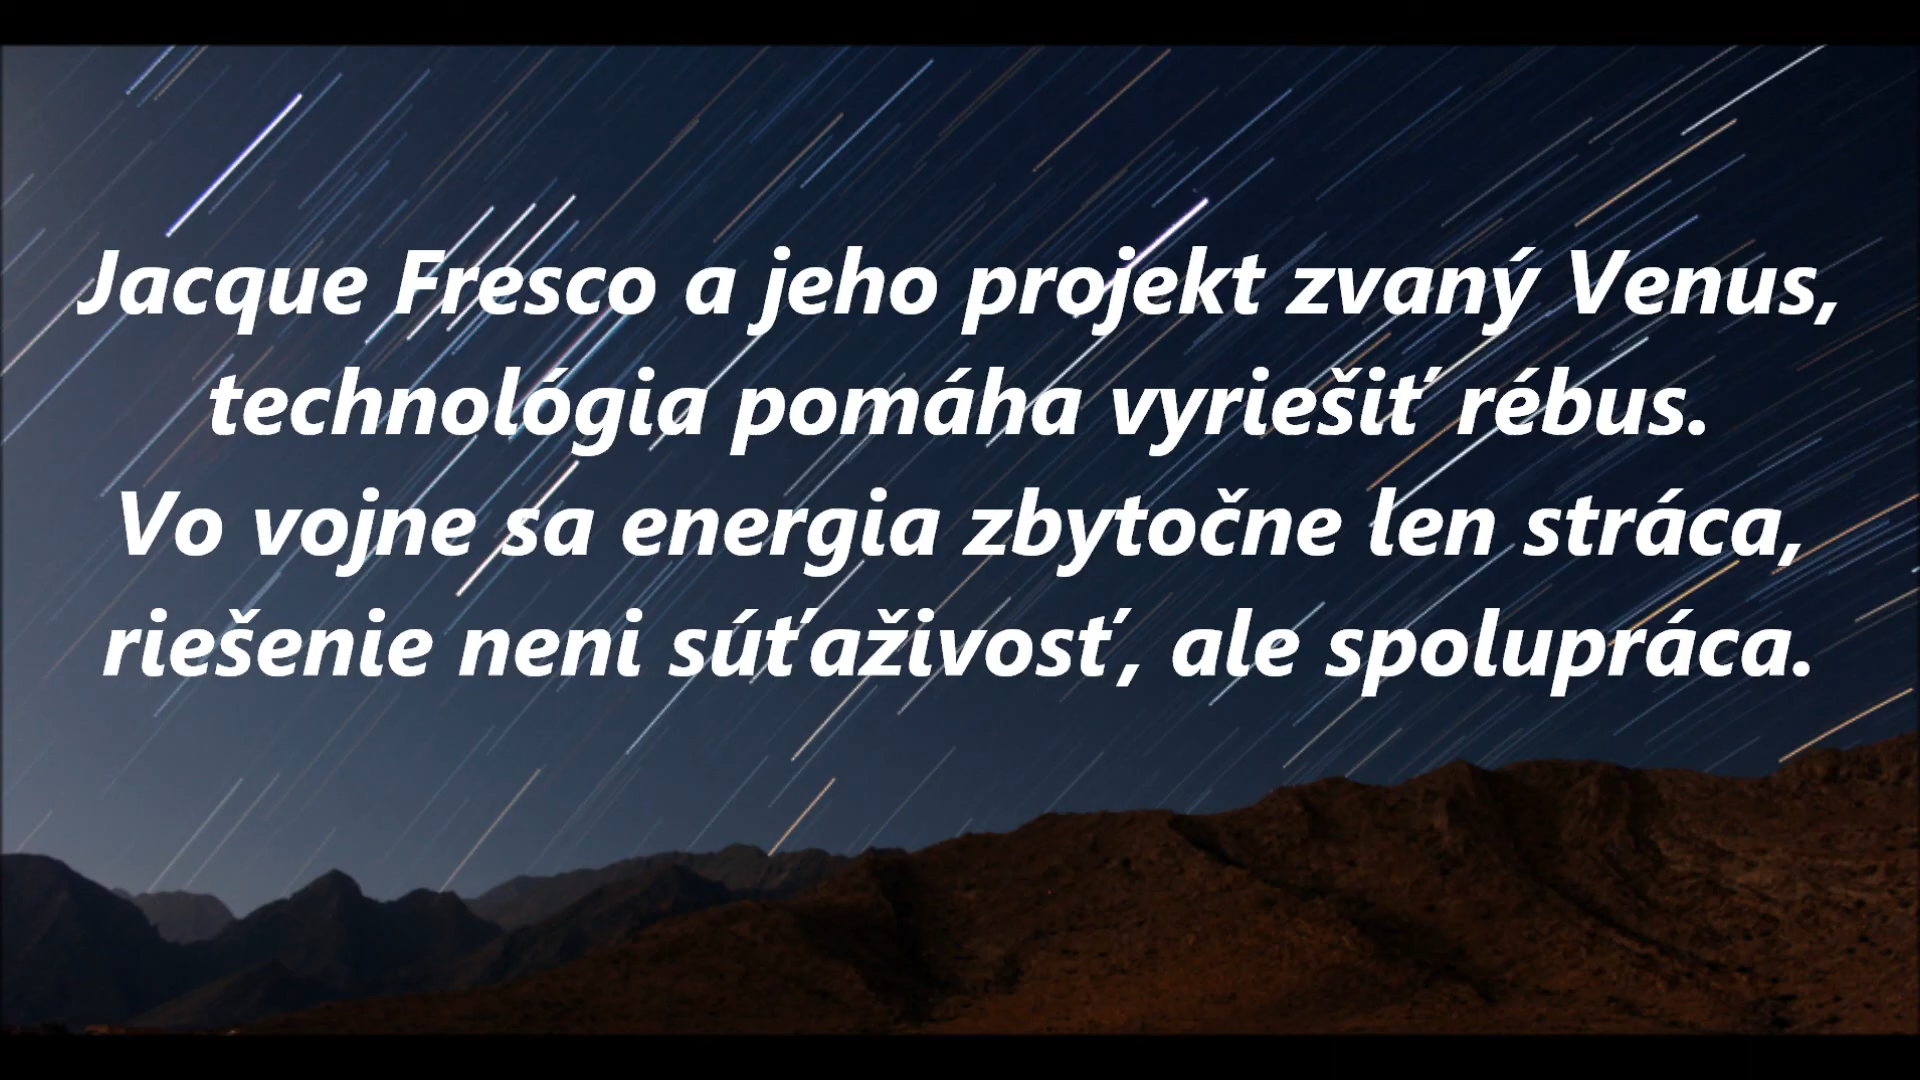 Jacque Fresco a jeho projekt zvaný Venus,
technológia pomáha vyriešiť rébus.
Vo vojne sa energia zbytočne len stráca,
riešenie neni súťaživosť, ale spolupráca.